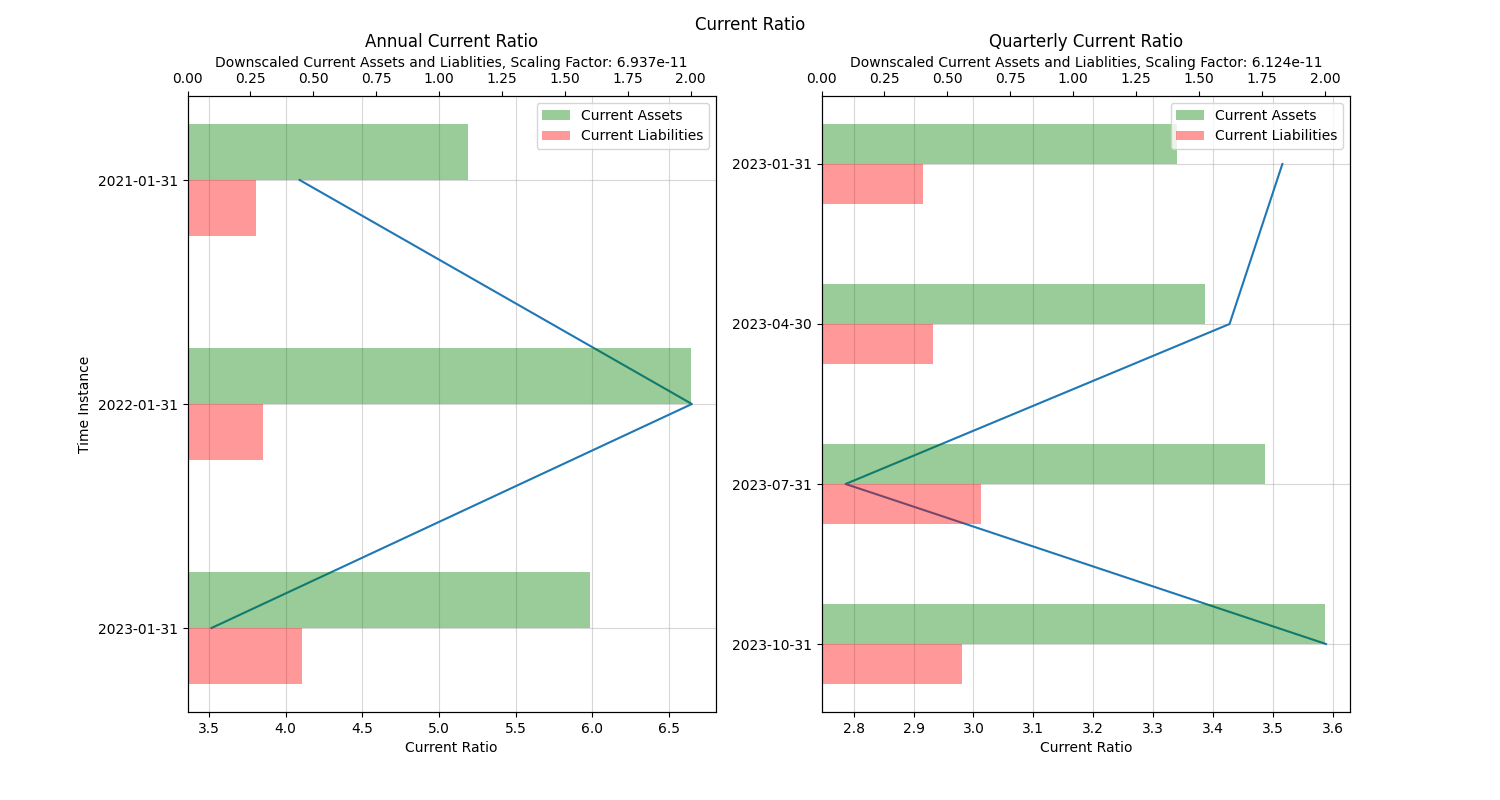 Current Ratio
Annual Current Ratio
Downscaled Current Assets and Liablities, Scaling Factor: 6.937e-11
0.00 0.25 0.50 0.75 1.00 1.25 1.50 1.75 2.00
Current Assets
Current Liabilities
2021-01-31
2022-01-31
2023-01-31
Time Instance
3.5 4.0 4.5 5.0 5.5 6.0 6.5
Current Ratio
Quarterly Current Ratio
Downscaled Current Assets and Liablities, Scaling Factor: 6.124e-11
0.00 0.25 0.50 0.75 1.00 1.25 1.50 1.75 2.00
Current Assets
Current Liabilities
2023-01-31
2023-04-30
2023-07-31
2023-10-31
2.8 2.9 3.0 3.1 3.2 3.3 3.4 3.5 3.6
Current Ratio